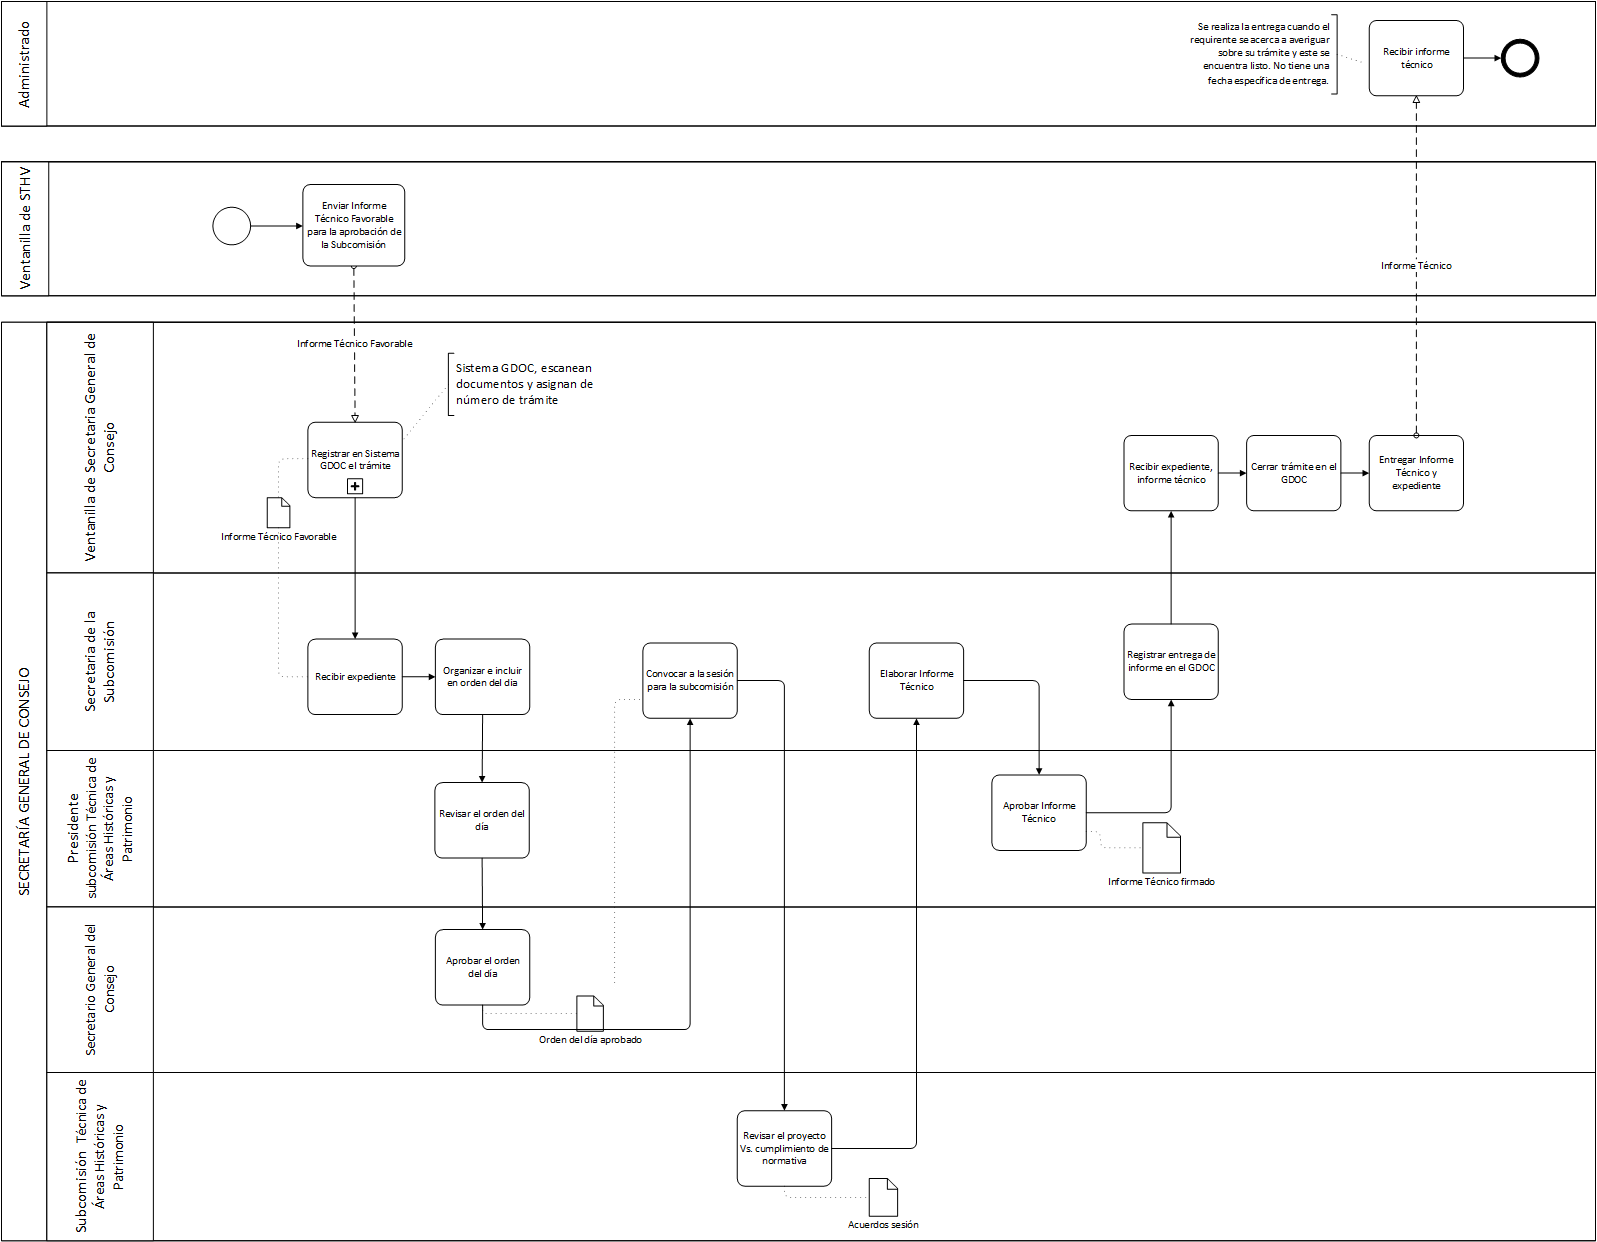 Administrado
Se realiza la entrega cuando el
requirente se acerca a averiguar
sobre su trámite y este se
encuentra listo. No tiene una
fecha específica de entrega.
Recibir informe
técnico
Ventanilla de STHV
Enviar Informe
Técnico Favorable
para la aprobación de
la Subcomisión
Informe Técnico
Informe Técnico Favorable
SECRETARÍA GENERAL DE CONSEJO
Ventanilla de Secretaria General de
Consejo
Sistema GDOC, escanean
documentos y asignan de
número de trámite
Registrar en Sistema
GDOC el trámite
Informe Técnico Favorable
Recibir expediente,
informe técnico
Cerrar trámite en el
GDOC
Entregar Informe
Técnico y
expediente
Secretaria de la
Subcomisión
Recibir expediente
Organizar e incluir
en orden del dia
Convocar a la sesión
para la subcomisión
Elaborar Informe
Técnico
Registrar entrega de
informe en el GDOC
Presidente
subcomisión Técnica de
Áreas Históricas y
Patrimonio
Revisar el orden del
día
Aprobar Informe
Técnico
Informe Técnico firmado
Secretario General del
Consejo
Aprobar el orden
del día
Orden del día aprobado
Subcomisión Técnica de
Áreas Históricas y
Patrimonio
Revisar el proyecto
Vs. cumplimiento de
normativa
Acuerdos sesión